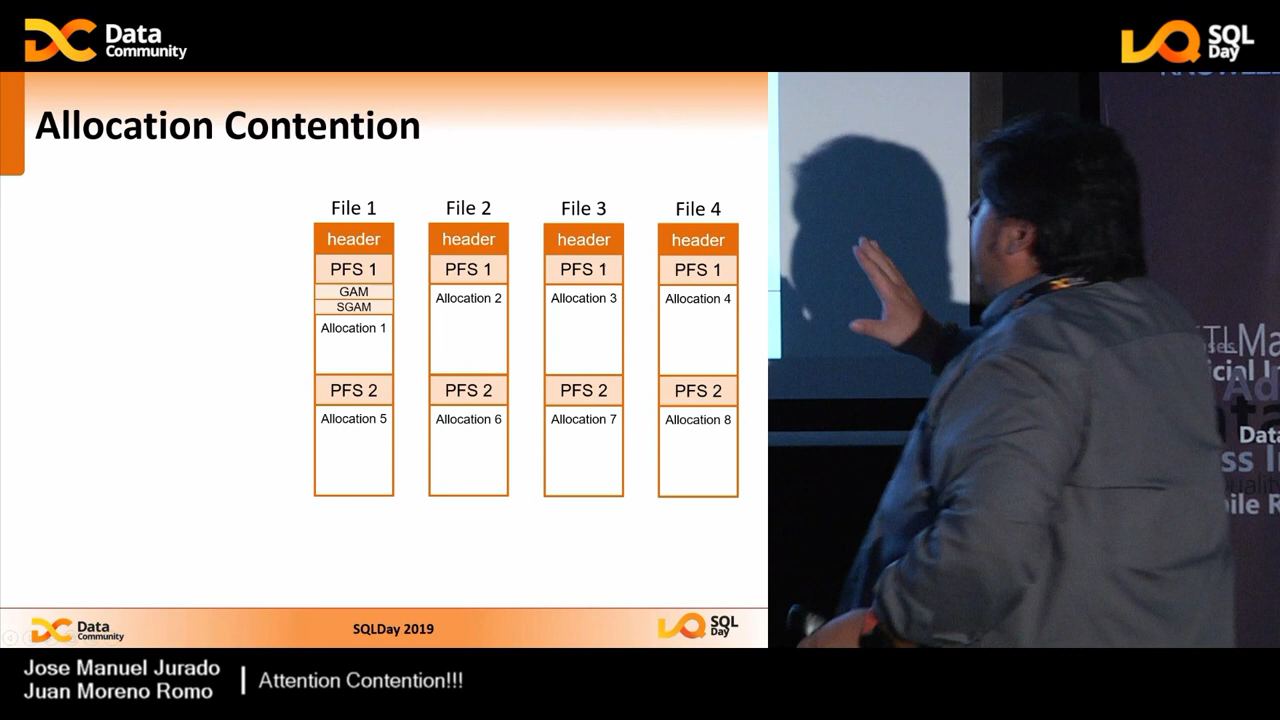 Data
Community
SQL
Day
Allocation Contention
File 1
File 2
File 3
File 4
header
header
header
header
PFS 1
PFS 1
PFS 1
PFS 1
GAM
SGAM
Allocation 1
Allocation 2
Allocation 3
Allocation 4
PFS 2
PFS 2
PFS 2
PFS 2
Allocation 5
Allocation 6
Allocation 7
Allocation 8
Data
Community
SQLDay 2019
SQL
Day
Jose Manuel Jurado
Juan Moreno Romo
Attention Contention!!!